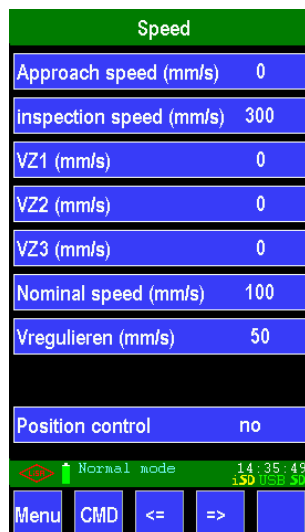 Speed
Approach speed (mm/s) 0
inspection speed (mm/s) 300
VZ1 (mm/s) 0
VZ2 (mm/s) 0
VZ3 (mm/s) 0
Nominal speed (mm/s) 100
Vregulieren (mm/s) 50
Position control no
Normal mode 14:35:49
iSD USB SD
Menu CMD <= =>